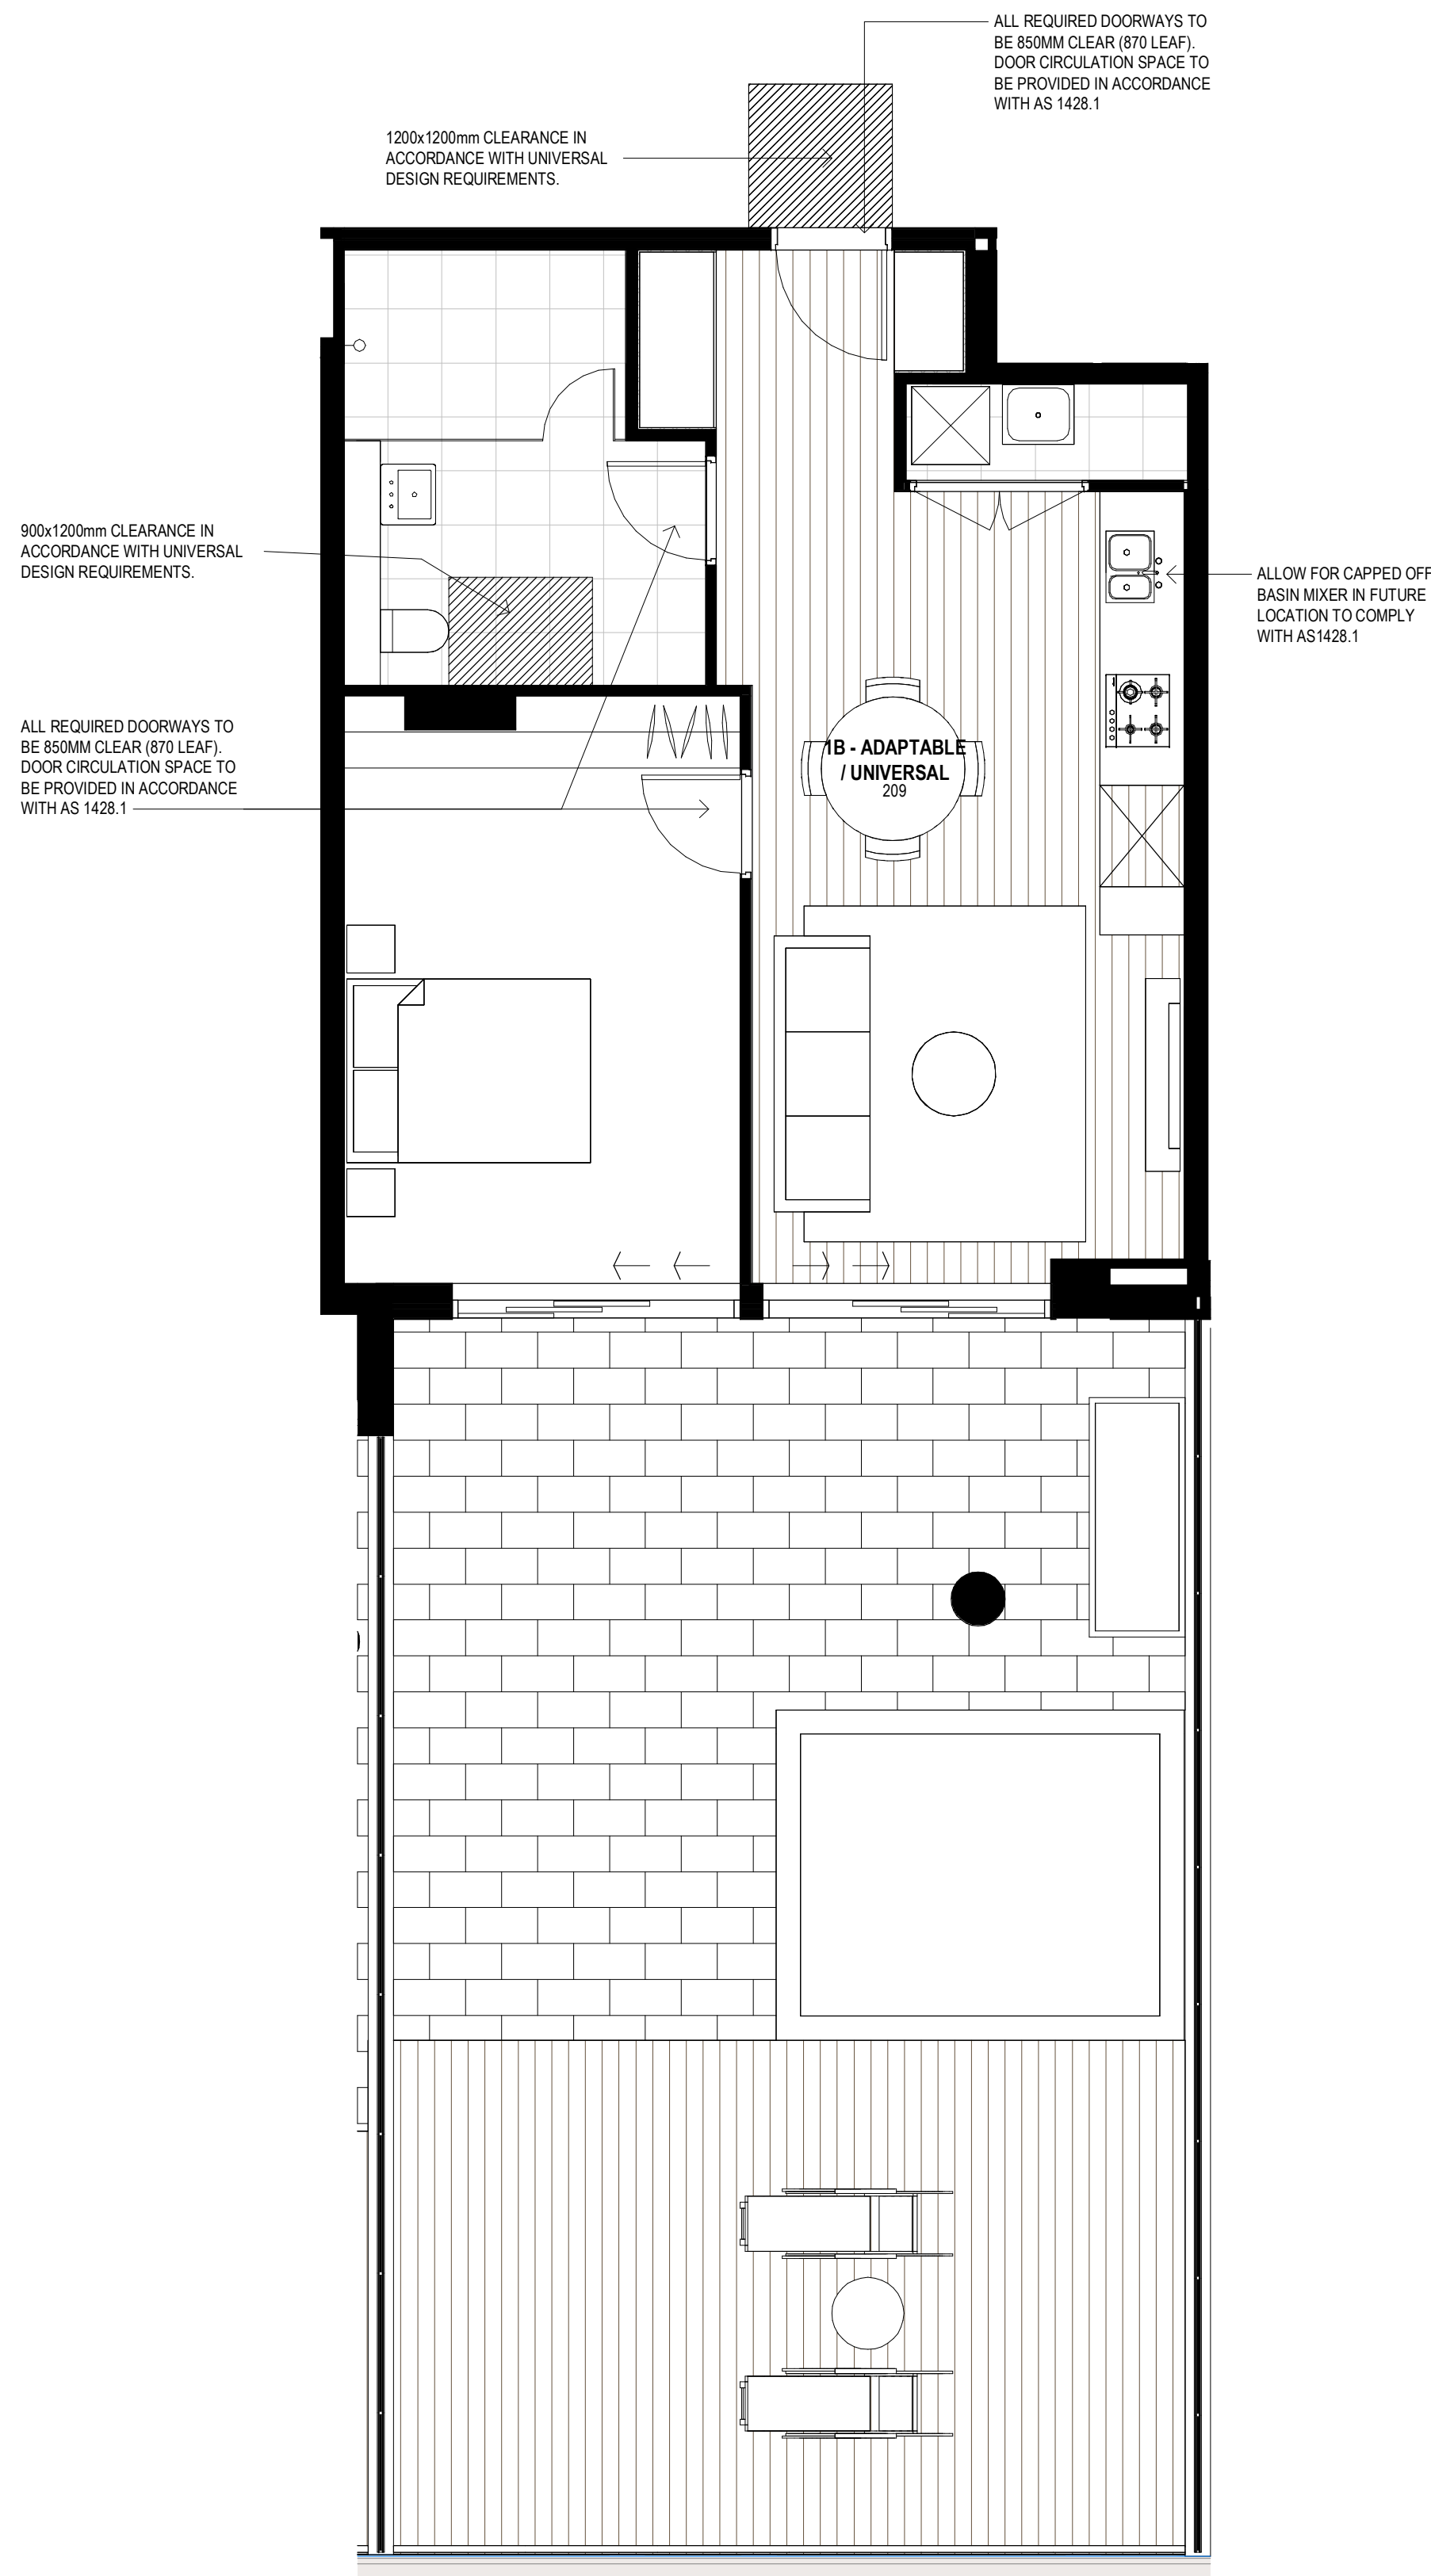 ALL REQUIRED DOORWAYS TO
BE 850MM CLEAR (870 LEAF).
DOOR CIRCULATION SPACE TO
BE PROVIDED IN ACCORDANCE
WITH AS 1428.1
1200x1200mm CLEARANCE IN
ACCORDANCE WITH UNIVERSAL
DESIGN REQUIREMENTS.
900x1200mm CLEARANCE IN
ACCORDANCE WITH UNIVERSAL
DESIGN REQUIREMENTS.
ALLOW FOR CAPPED OFF
BASIN MIXER IN FUTURE
LOCATION TO COMPLY
WITH AS1428.1
ALL REQUIRED DOORWAYS TO
BE 850MM CLEAR (870 LEAF).
DOOR CIRCULATION SPACE TO
BE PROVIDED IN ACCORDANCE
WITH AS 1428.1
1B - ADAPTABLE
/ UNIVERSAL
209